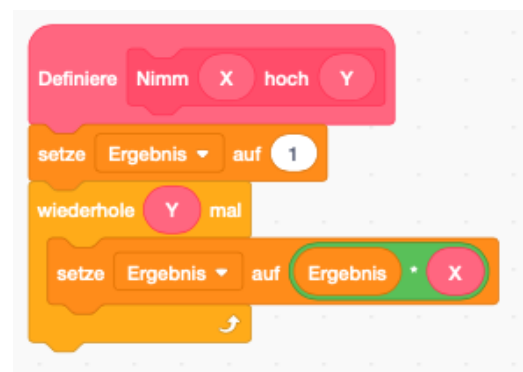 Definiere Nimm X hoch Y
setze Ergebnis auf 1
wiederhole Y mal
setze Ergebnis auf Ergebnis * X